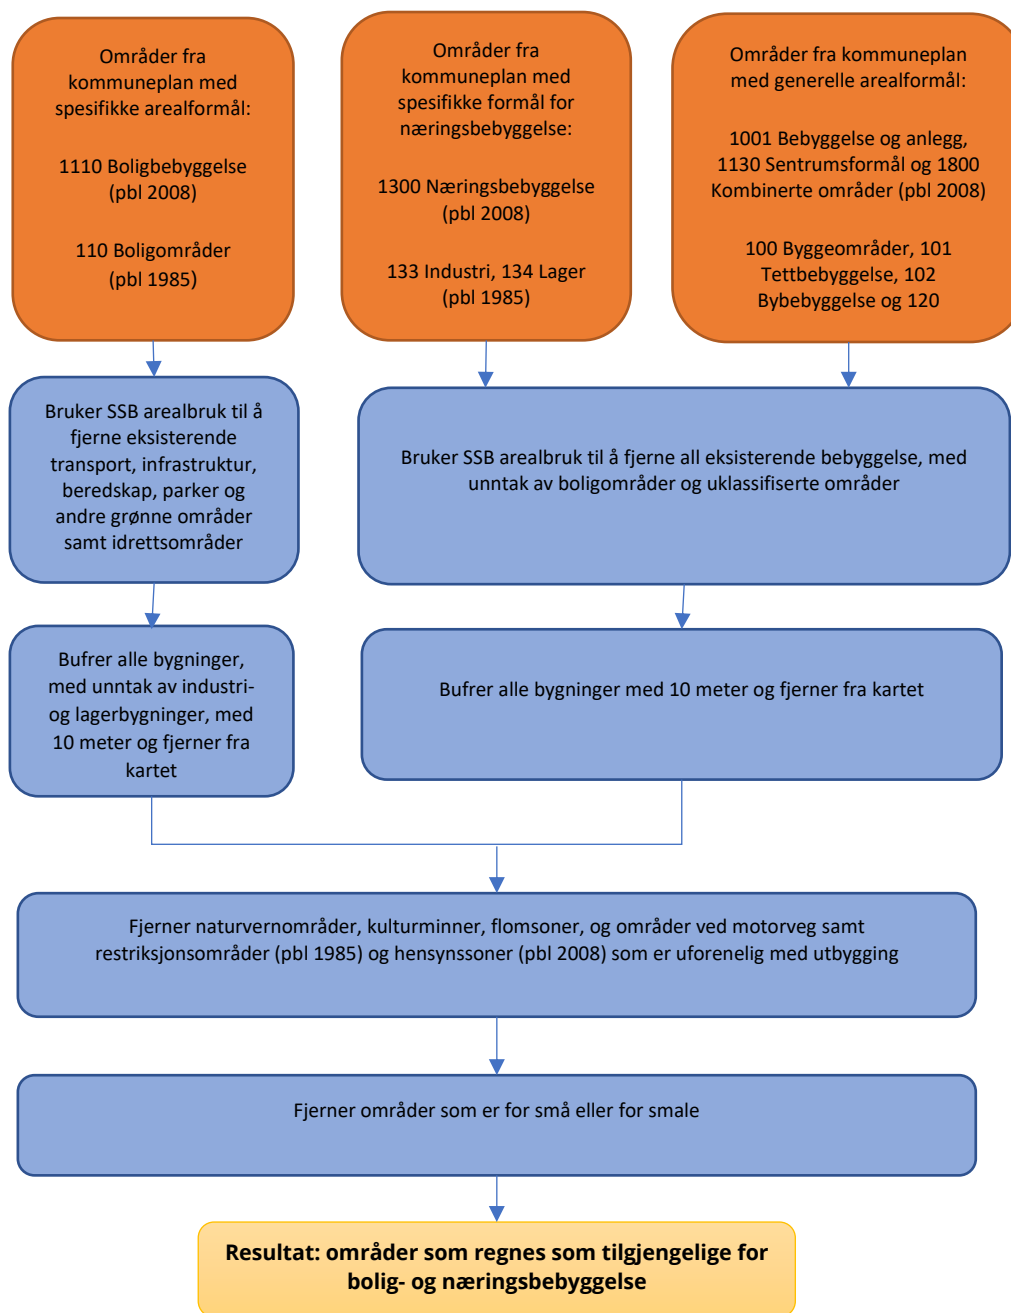 Områder fra
kommuneplan med
spesifikke arealformål:
1110 Boligbebyggelse
(pbl 2008)
110 Boligområder
(pbl 1985)
Områder fra
kommuneplan med
spesifikke formål for
næringsbebyggelse:
1300 Næringsbebyggelse
(pbl 2008)
133 Industri, 134 Lager
(pbl 1985)
Områder fra kommuneplan
med generelle arealformål:
1001 Bebyggelse og anlegg,
1130 Sentrumsformål og 1800
Kombinerte områder (pbl 2008)
100 Byggeområder, 101
Tettbebyggelse, 102
Bybebyggelse og 120
Bruker SSB arealbruk til å
fjerne eksisterende
transport, infrastruktur,
beredskap, parker og
andre grønne områder
samt idrettsområder
Bruker SSB arealbruk til å fjerne all eksisterende bebyggelse, med
unntak av boligområder og uklassifiserte områder
Bufrer alle bygninger,
med unntak av industri-
og lagerbygninger, med
10 meter og fjerner fra
kartet
Bufrer alle bygninger med 10 meter og fjerner fra kartet
Fjerner naturvernområder, kulturminner, flomsoner, og områder ved motorveg samt
restriksjonsområder (pbl 1985) og hensynssoner (pbl 2008) som er uforenelig med utbygging
Fjerner områder som er for små eller for smale
Resultat: områder som regnes som tilgjengelige for
bolig- og næringsbebyggelse